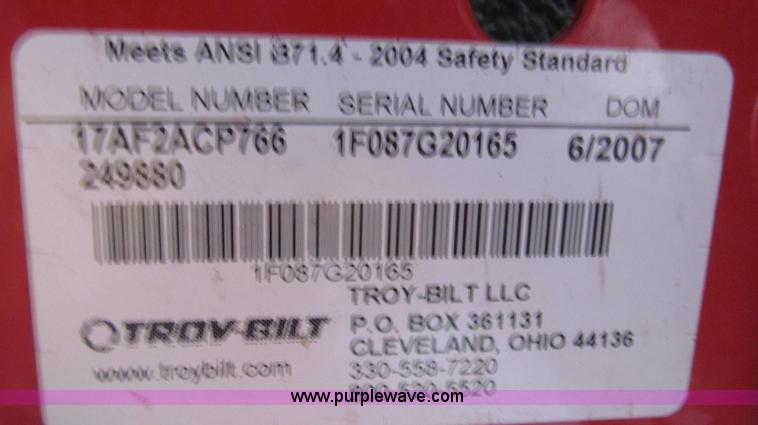 Meets ANSI B71.4 - 2004 Safety Standard
MODEL NUMBER SERIAL NUMBER DOM
17AF2ACP766 1F087G20165 6/2007
249880
1F087G20165
TROY-BILT LLC
TROY-BILT P.O. BOX 361131
CLEVELAND, OHIO 44136
www.troybilt.com 330-558-7220
www.purplewave.com